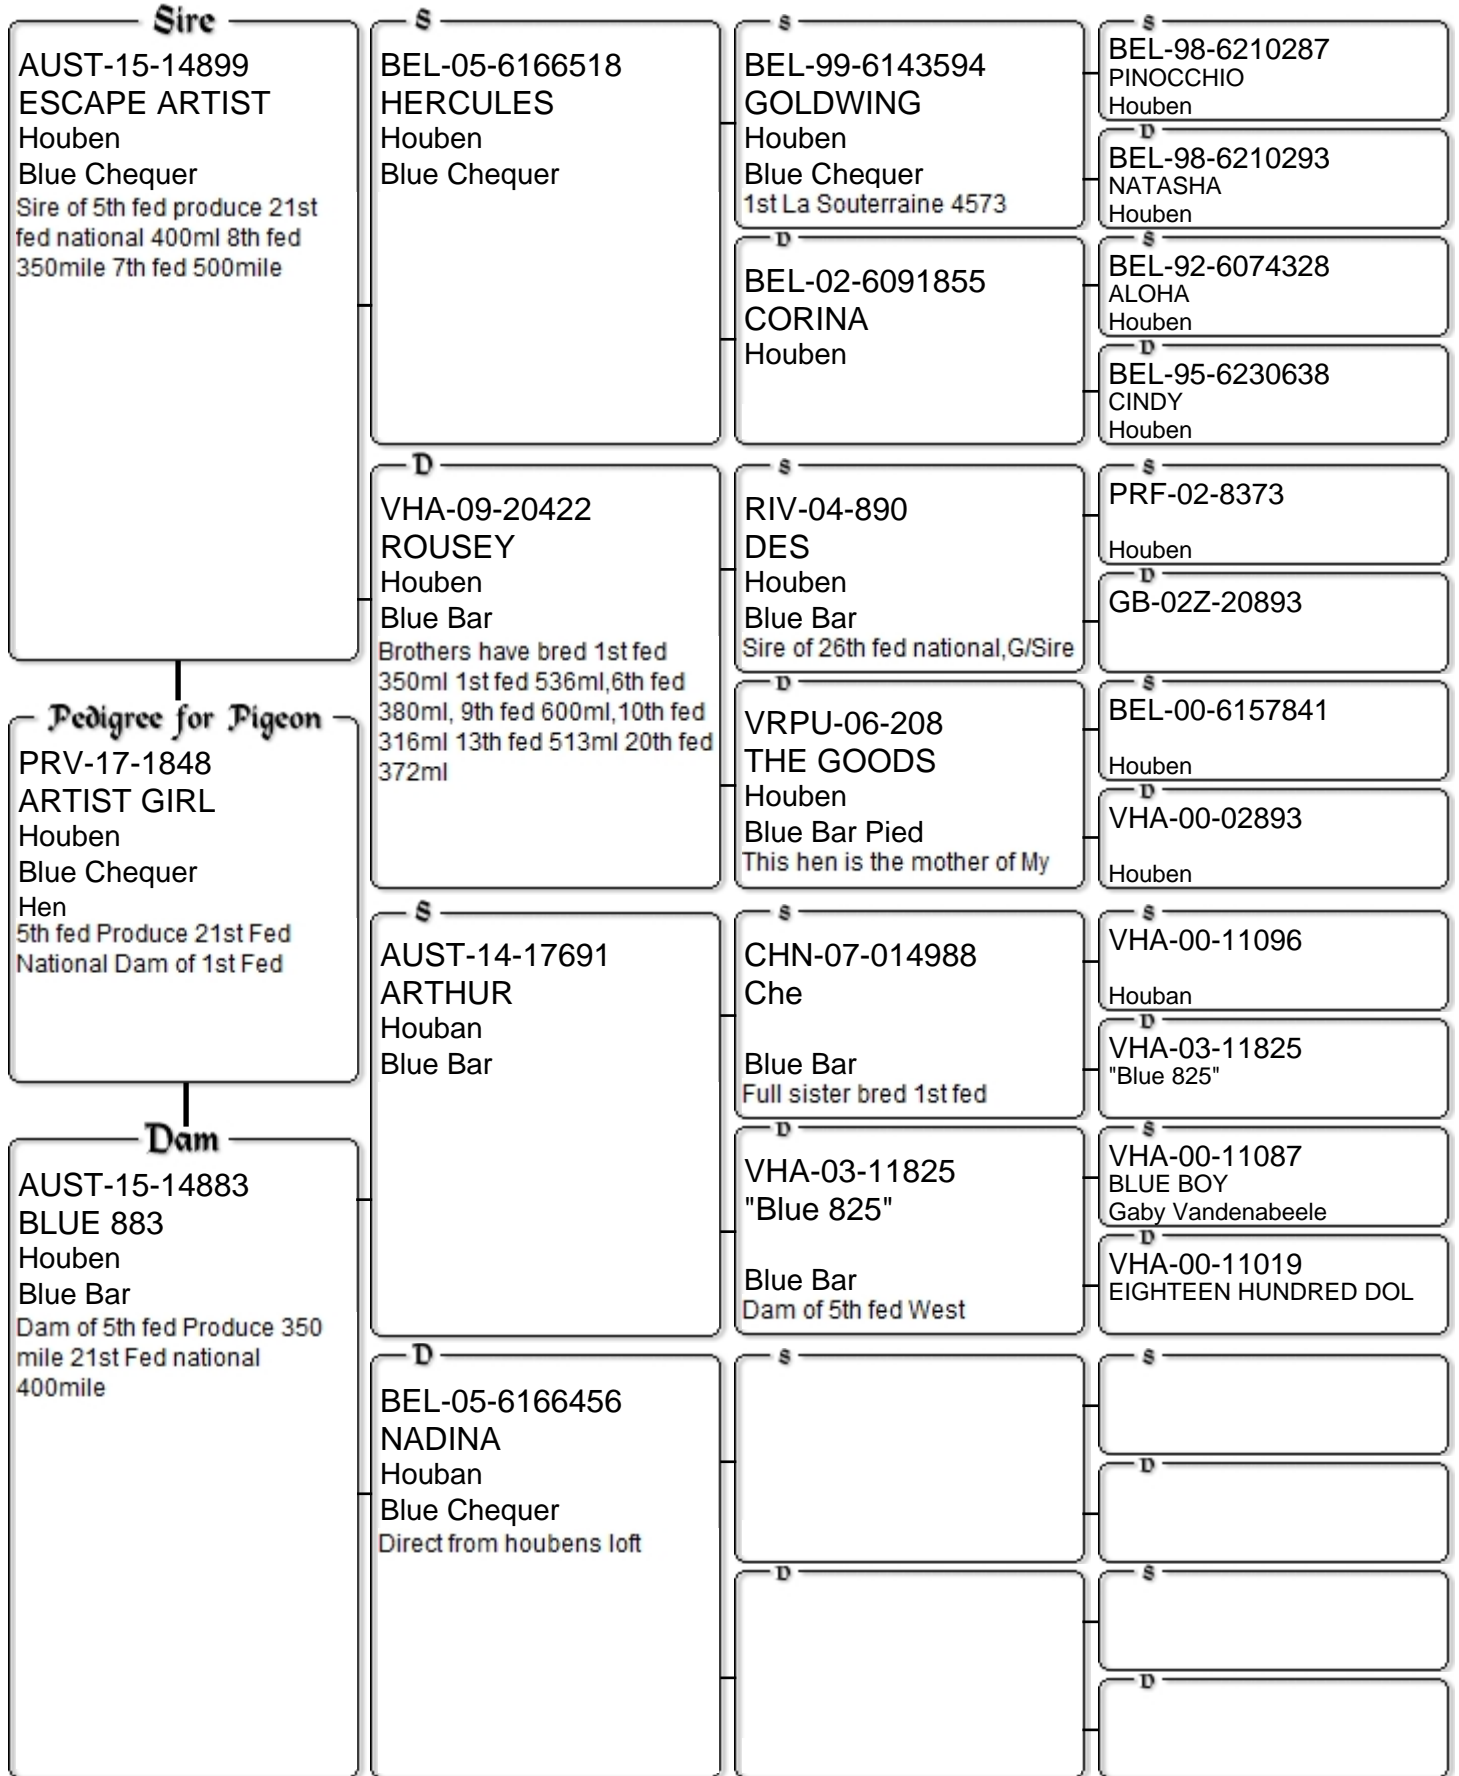 Sire
AUST-15-14899
ESCAPE ARTIST
Houben
Blue Chequer
Sire of 5th fed produce 21st
fed national 400ml 8th fed
350mile 7th fed 500mile
Pedigree for Pigeon
PRV-17-1848
ARTIST GIRL
Houben
Blue Chequer
Hen
5th fed Produce 21st Fed
National Dam of 1st Fed
Dam
AUST-15-14883
BLUE 883
Houben
Blue Bar
Dam of 5th fed Produce 350
mile 21st Fed national
400mile
S
BEL-05-6166518
HERCULES
Houben
Blue Chequer
D
VHA-09-20422
ROUSEY
Houben
Blue Bar
Brothers have bred 1st fed
350ml 1st fed 536ml,6th fed
380ml, 9th fed 600ml,10th fed
316ml 13th fed 513ml 20th fed
372ml
S
AUST-14-17691
ARTHUR
Houban
Blue Bar
D
BEL-05-6166456
NADINA
Houban
Blue Chequer
Direct from houbens loft
S
BEL-99-6143594
GOLDWING
Houben
Blue Chequer
1st La Souterraine 4573
D
BEL-02-6091855
CORINA
Houben
S
RIV-04-890
DES
Houben
Blue Bar
Sire of 26th fed national,G/Sire
D
VRPU-06-208
THE GOODS
Houben
Blue Bar Pied
This hen is the mother of My
S
CHN-07-014988
Che
Blue Bar
Full sister bred 1st fed
D
VHA-03-11825
"Blue 825"
Blue Bar
Dam of 5th fed West
S
D
S
BEL-98-6210287
PINOCCHIO
Houben
D
BEL-98-6210293
NATASHA
Houben
S
BEL-92-6074328
ALOHA
Houben
D
BEL-95-6230638
CINDY
Houben
S
PRF-02-8373
Houben
D
GB-02Z-20893
S
BEL-00-6157841
Houben
D
VHA-00-02893
Houben
S
VHA-00-11096
Houban
D
VHA-03-11825
"Blue 825"
S
VHA-00-11087
BLUE BOY
Gaby Vandenabeele
D
VHA-00-11019
EIGHTEEN HUNDRED DOL
S
D
S
D